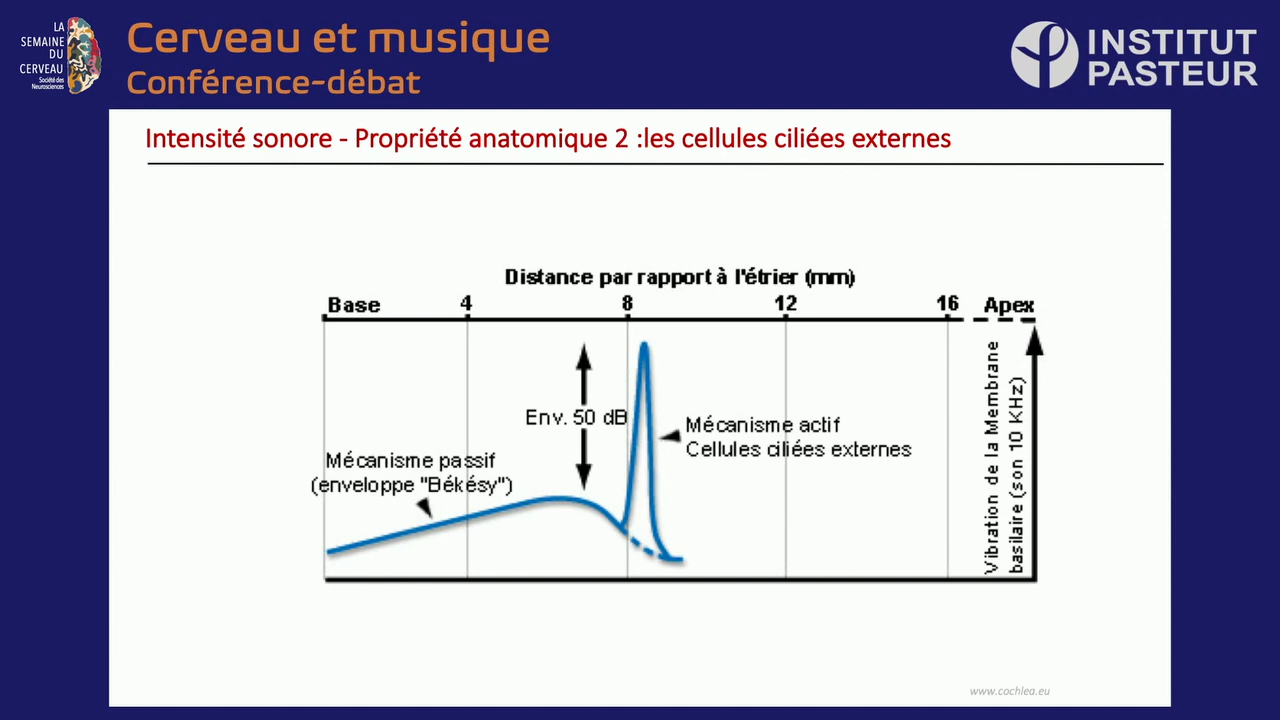 LA
SEMAINE
DU
CERVEAU
Société des
Neurosciences
Cerveau et musique
Conférence-débat
INSTITUT
PASTEUR
Intensité sonore - Propriété anatomique 2 :les cellules ciliées externes
Distance par rapport à l'étrier (mm)
Base 4 8 12 16 Apex
Env. 50 dB
Mécanisme actif
Cellules ciliées externes
Mécanisme passif
(enveloppe "Békésy")
Vibration de la Membrane
basilaire (son 10 KHz)
www.cochlea.eu